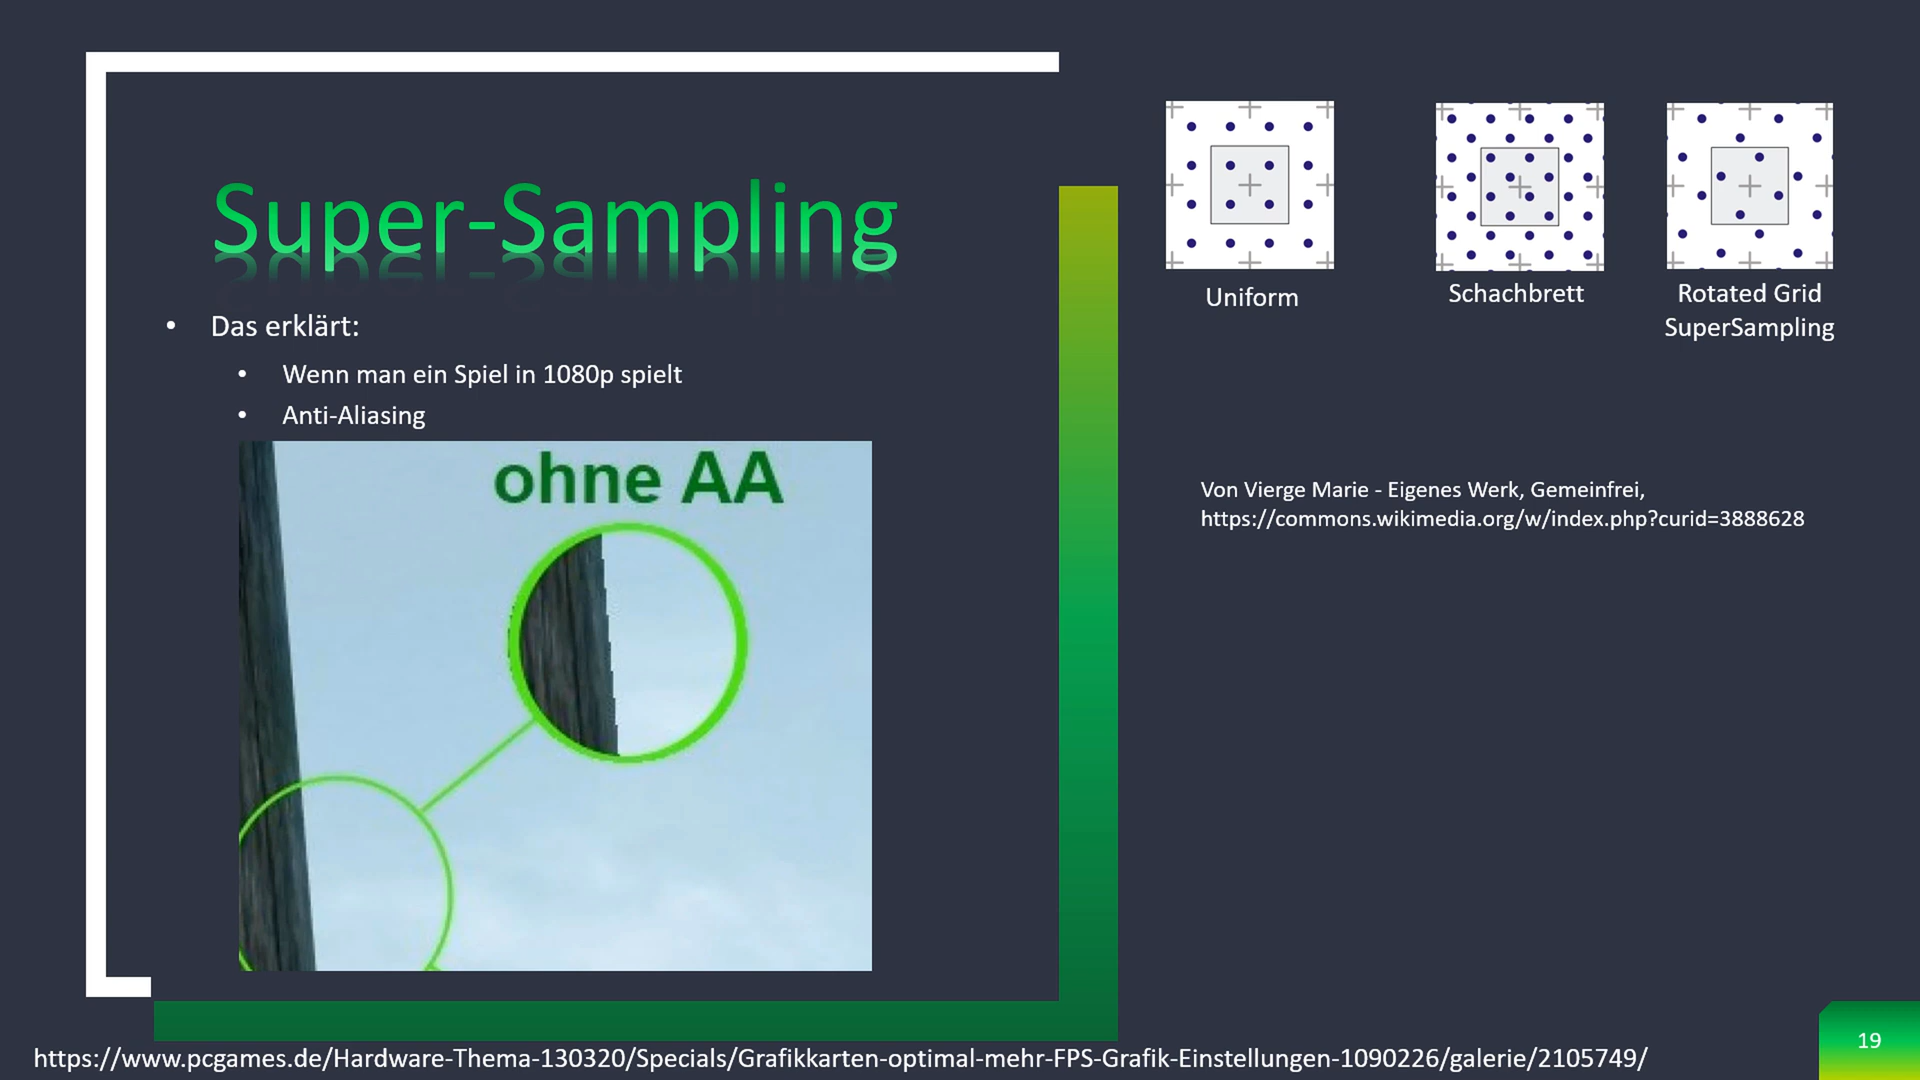 Super-Sampling
Das erklärt:
Wenn man ein Spiel in 1080p spielt
Anti-Aliasing
ohne AA
Uniform
Schachbrett
Rotated Grid
SuperSampling
Von Vierge Marie - Eigenes Werk, Gemeinfrei,
https://commons.wikimedia.org/w/index.php?curid=3888628
https://www.pcgames.de/Hardware-Thema-130320/Specials/Grafikkarten-optimal-mehr-FPS-Grafik-Einstellungen-1090226/galerie/2105749/
19